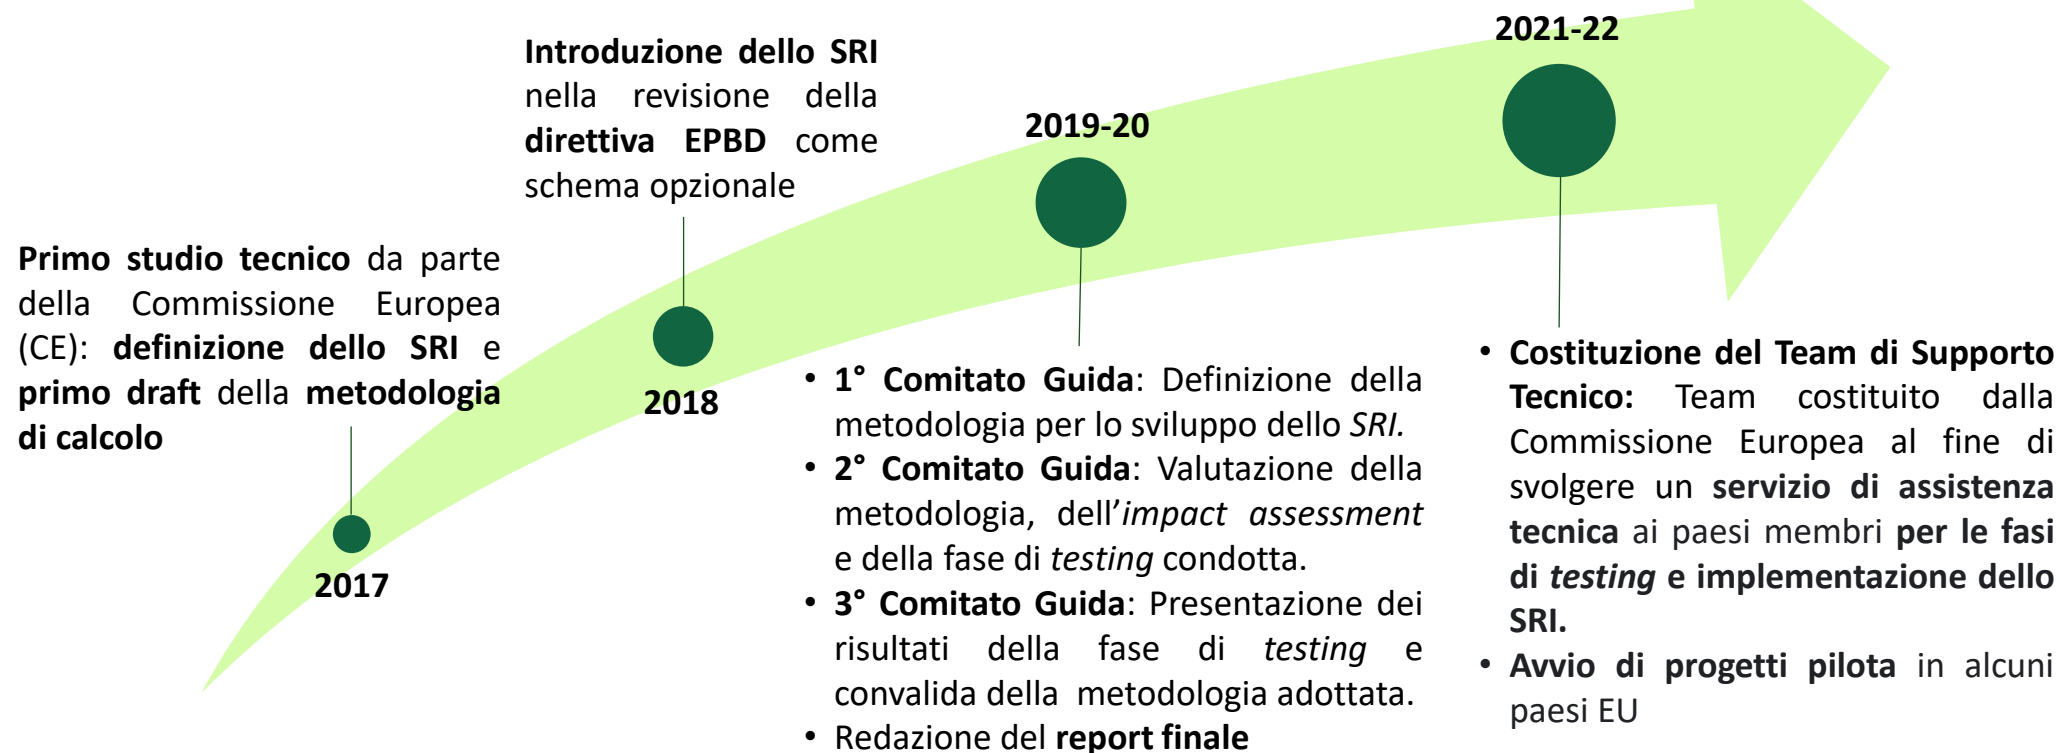 Primo studio tecnico da parte
della Commissione Europea
(CE): definizione dello SRI e
primo draft della metodologia
di calcolo
2017
Introduzione dello SRI
nella revisione della
direttiva EPBD come
schema opzionale
2018
2019-20
• 1° Comitato Guida: Definizione della
metodologia per lo sviluppo dello SRI.
• 2° Comitato Guida: Valutazione della
metodologia, dell’impact assessment
e della fase di testing condotta.
• 3° Comitato Guida: Presentazione dei
risultati della fase di testing e
convalida della metodologia adottata.
• Redazione del report finale
2021-22
• Costituzione del Team di Supporto
Tecnico: Team costituito dalla
Commissione Europea al fine di
svolgere un servizio di assistenza
tecnica ai paesi membri per le fasi
di testing e implementazione dello
SRI.
• Avvio di progetti pilota in alcuni
paesi EU